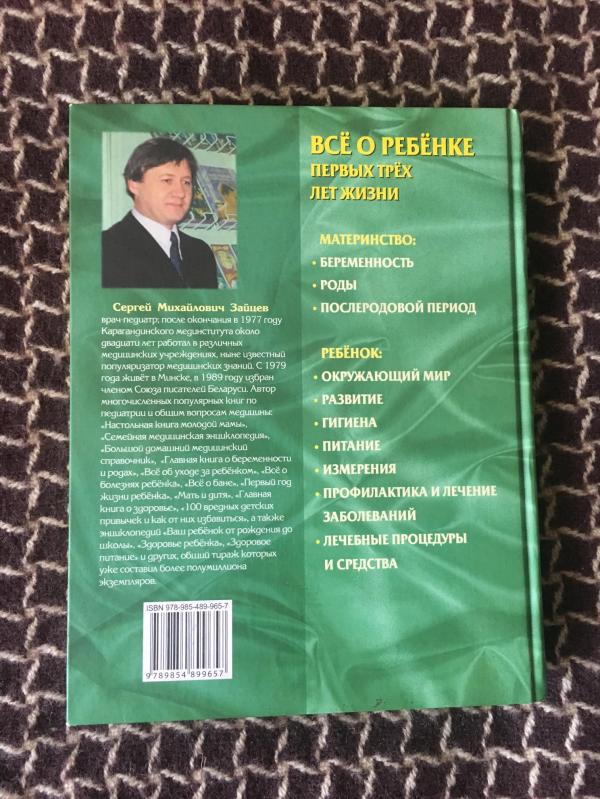 Сергей Михайлович Зайцев
врач-педиатр; после окончания в 1977 году
Карагандинского мединститута около
двадцати лет работал в различных
медицинских учреждениях, ныне известный
популяризатор медицинских знаний. С 1979
года живёт в Минске, в 1989 году избран
членом Союза писателей Беларуси. Автор
многочисленных популярных книг по
педиатрии и общим вопросам медицины:
«Настольная книга молодой мамы»,
«Семейная медицинская энциклопедия»,
«Большой домашний медицинский
справочник», «Главная книга о беременности
и родах», «Всё об уходе за ребёнком», «Всё о
болезнях ребёнка», «Всё о бане», «Первый год
жизни ребёнка», «Мать и дитя», «Главная
книга о здоровье», «100 вредных детских
привычек и как от них избавиться», а также
энциклопедий «Ваш ребёнок от рождения до
школы», «Здоровье ребёнка», «Здоровое
питание» и других, общий тираж которых
уже составил более полумиллиона
экземпляров.
ISBN 978-985-489-965-7
9789854899657
ВСЁ О РЕБЁНКЕ
ПЕРВЫХ ТРЁХ
ЛЕТ ЖИЗНИ
МАТЕРИНСТВО:
• БЕРЕМЕННОСТЬ
• РОДЫ
• ПОСЛЕРОДОВОЙ ПЕРИОД
РЕБЁНОК:
• ОКРУЖАЮЩИЙ МИР
• РАЗВИТИЕ
• ГИГИЕНА
• ПИТАНИЕ
• ИЗМЕРЕНИЯ
• ПРОФИЛАКТИКА И ЛЕЧЕНИЕ
ЗАБОЛЕВАНИЙ
• ЛЕЧЕБНЫЕ ПРОЦЕДУРЫ
И СРЕДСТВА